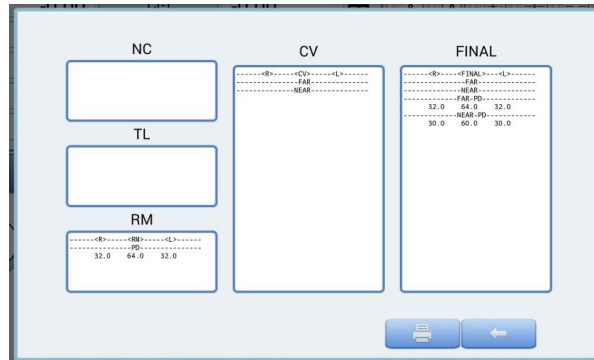 NC
TL
RM
------<R>-----<RM>-----<L>------
----------------PD---------------
32.0 64.0 32.0
CV
------<R>-----<CV>-----<L>------
---------------FAR---------------
---------------NEAR--------------
FINAL
------<R>----<FINAL>---<L>------
---------------FAR---------------
---------------NEAR--------------
-------------FAR-PD--------------
32.0 64.0 32.0
-------------NEAR-PD-------------
30.0 60.0 30.0